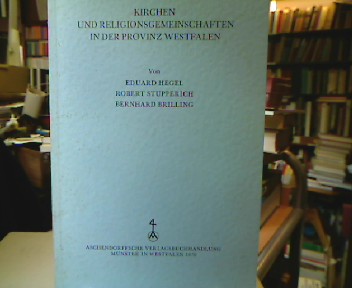 KIRCHEN
UND RELIGIONSGEMEINSCHAFTEN
IN DER PROVINZ WESTFALEN
Von
EDUARD HEGEL
ROBERT STUPPERICH
BERNHARD BRILLING
ASCHENDORFFSCHE VERLAGSBUCHHANDLUNG
MÜNSTER IN WESTFALEN